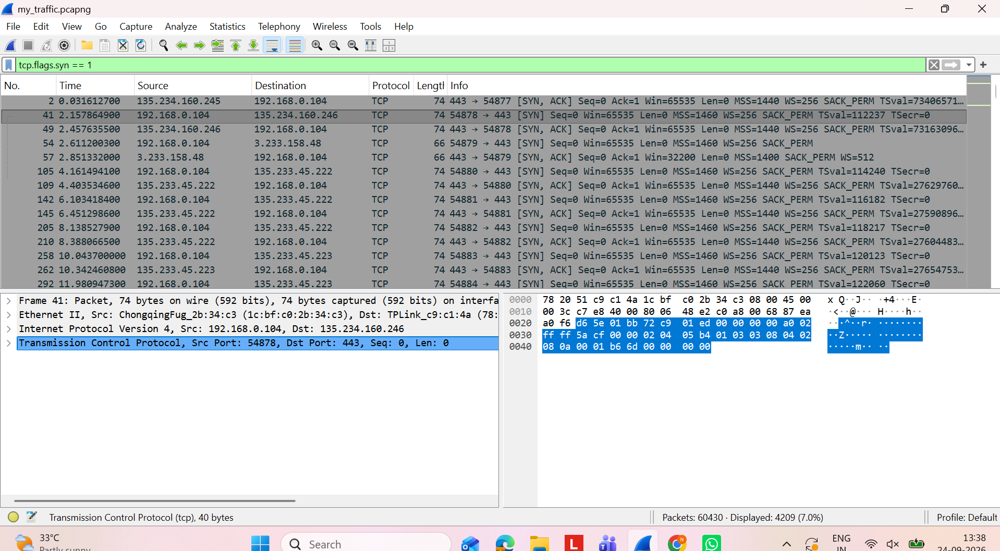 my_traffic.pcapng
File Edit View Go Capture Analyze Statistics Telephony Wireless Tools Help
tcp.flags.syn == 1
No. Time Source Destination Protocol Lengtl Info
2 0.031612700 135.234.160.245 192.168.0.104 TCP 74 443 → 54877 [SYN, ACK] Seq=0 Ack=1 Win=65535 Len=0 MSS=1440 WS=256 SACK_PERM TSval=73406571…
41 2.157864900 192.168.0.104 135.234.160.246 TCP 74 54878 → 443 [SYN] Seq=0 Win=65535 Len=0 MSS=1460 WS=256 SACK_PERM TSval=112237 TSecr=0
49 2.457635500 135.234.160.246 192.168.0.104 TCP 74 443 → 54878 [SYN, ACK] Seq=0 Ack=1 Win=65535 Len=0 MSS=1440 WS=256 SACK_PERM TSval=73163096…
54 2.611200300 192.168.0.104 3.233.158.48 TCP 66 54879 → 443 [SYN] Seq=0 Win=65535 Len=0 MSS=1460 WS=256 SACK_PERM
57 2.851332000 3.233.158.48 192.168.0.104 TCP 66 443 → 54879 [SYN, ACK] Seq=0 Ack=1 Win=32200 Len=0 MSS=1400 SACK_PERM WS=512
105 4.161494100 192.168.0.104 135.233.45.222 TCP 74 54880 → 443 [SYN] Seq=0 Win=65535 Len=0 MSS=1460 WS=256 SACK_PERM TSval=114240 TSecr=0
109 4.403534600 135.233.45.222 192.168.0.104 TCP 74 443 → 54880 [SYN, ACK] Seq=0 Ack=1 Win=65535 Len=0 MSS=1440 WS=256 SACK_PERM TSval=27629760…
142 6.103418400 192.168.0.104 135.233.45.222 TCP 74 54881 → 443 [SYN] Seq=0 Win=65535 Len=0 MSS=1460 WS=256 SACK_PERM TSval=116182 TSecr=0
145 6.451298600 135.233.45.222 192.168.0.104 TCP 74 443 → 54881 [SYN, ACK] Seq=0 Ack=1 Win=65535 Len=0 MSS=1440 WS=256 SACK_PERM TSval=27590896…
205 8.138527900 192.168.0.104 135.233.45.222 TCP 74 54882 → 443 [SYN] Seq=0 Win=65535 Len=0 MSS=1460 WS=256 SACK_PERM TSval=118217 TSecr=0
210 8.388066500 135.233.45.222 192.168.0.104 TCP 74 443 → 54882 [SYN, ACK] Seq=0 Ack=1 Win=65535 Len=0 MSS=1440 WS=256 SACK_PERM TSval=27604483…
258 10.043700000 192.168.0.104 135.233.45.223 TCP 74 54883 → 443 [SYN] Seq=0 Win=65535 Len=0 MSS=1460 WS=256 SACK_PERM TSval=120123 TSecr=0
262 10.342460800 135.233.45.223 192.168.0.104 TCP 74 443 → 54883 [SYN, ACK] Seq=0 Ack=1 Win=65535 Len=0 MSS=1440 WS=256 SACK_PERM TSval=27654753…
292 11.980947300 192.168.0.104 135.233.45.223 TCP 74 54884 → 443 [SYN] Seq=0 Win=65535 Len=0 MSS=1460 WS=256 SACK_PERM TSval=122060 TSecr=0
Frame 41: Packet, 74 bytes on wire (592 bits), 74 bytes captured (592 bits) on interfa
Ethernet II, Src: ChongqingFug_2b:34:c3 (1c:bf:c0:2b:34:c3), Dst: TPLink_c9:c1:4a (78:
Internet Protocol Version 4, Src: 192.168.0.104, Dst: 135.234.160.246
Transmission Control Protocol, Src Port: 54878, Dst Port: 443, Seq: 0, Len: 0
0000 78 20 51 c9 c1 4a 1c bf c0 2b 34 c3 08 00 45 00 x Q··J·· ·+4···E·
0010 00 3c c7 e8 40 00 80 06 48 e2 c0 a8 00 68 87 ea ·<··@··· H····h··
0020 a0 f6 d6 5e 01 bb 72 c9 01 ed 00 00 00 00 a0 02 ···^··r· ········
0030 ff ff 5a cf 00 00 02 04 05 b4 01 03 03 08 04 02 ··Z····· ········
0040 08 0a 00 01 b6 6d 00 00 00 00 ·····m·· ··
Transmission Control Protocol (tcp), 40 bytes
Packets: 60430 · Displayed: 4209 (7.0%)
Profile: Default
33°C
Partly sunny
Search
ENG
IN
13:38
24-09-2026